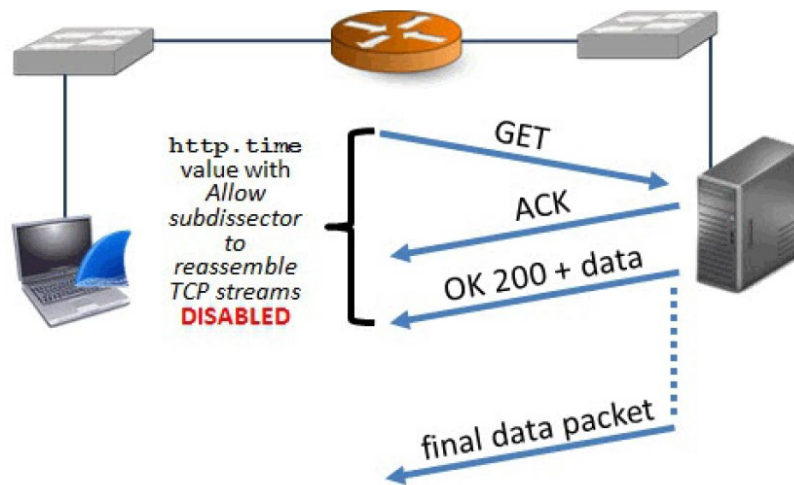 http.time
value with
Allow
subdissector
to
reassemble
TCP streams
DISABLED
GET
ACK
OK 200 + data
final data packet